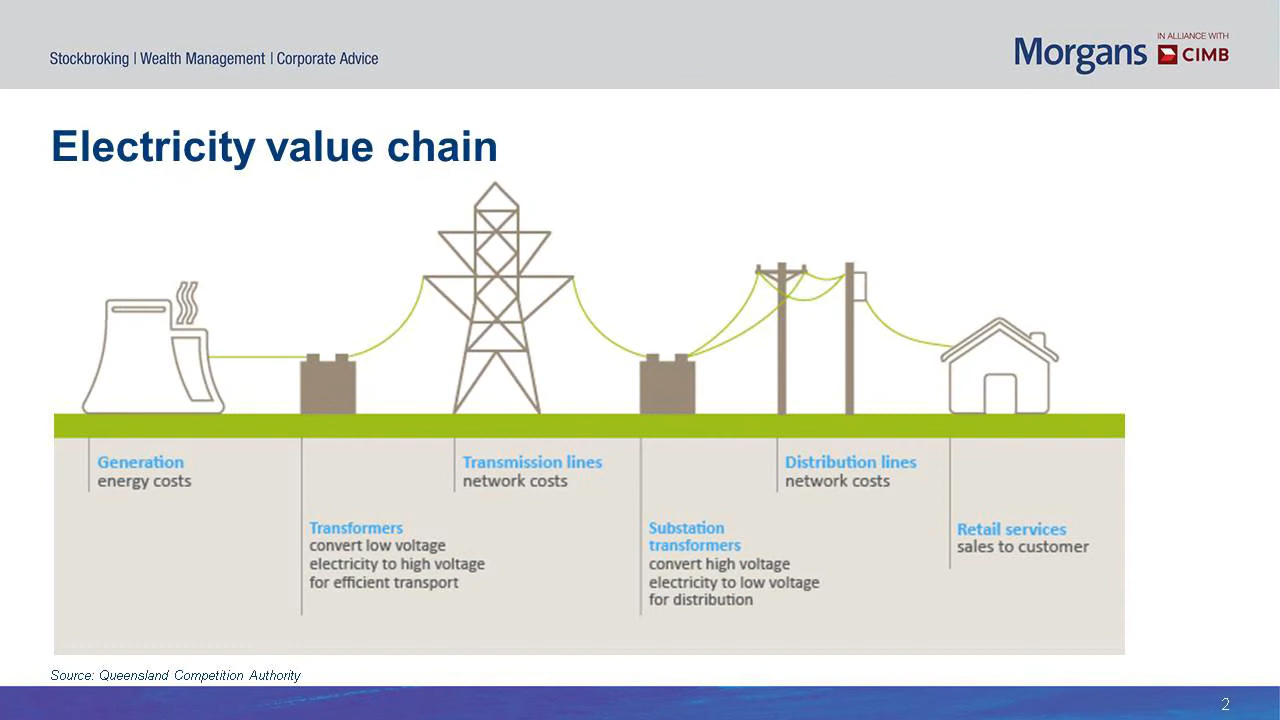 Stockbroking | Wealth Management | Corporate Advice
Morgans
IN ALLIANCE WITH
CIMB
Electricity value chain
Generation
energy costs
Transformers
convert low voltage
electricity to high voltage
for efficient transport
Transmission lines
network costs
Substation
transformers
convert high voltage
electricity to low voltage
for distribution
Distribution lines
network costs
Retail services
sales to customer
Source: Queensland Competition Authority
2